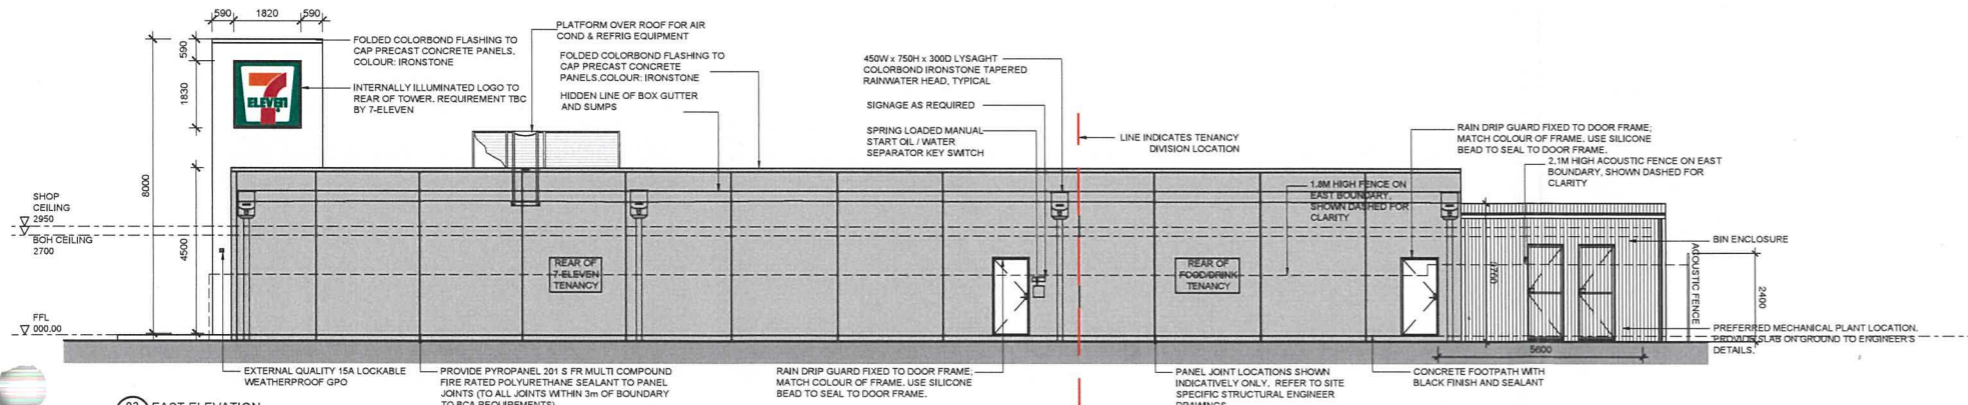 590
1820
590
590
1830
8000
4500
FOLDED COLORBOND FLASHING TO
CAP PRECAST CONCRETE PANELS.
COLOUR: IRONSTONE
INTERNALLY ILLUMINATED LOGO TO
REAR OF TOWER. REQUIREMENT TBC
BY 7-ELEVEN
7
ELEVEN
PLATFORM OVER ROOF FOR AIR
COND & REFRIG EQUIPMENT
FOLDED COLORBOND FLASHING TO
CAP PRECAST CONCRETE
PANELS.COLOUR: IRONSTONE
HIDDEN LINE OF BOX GUTTER
AND SUMPS
450W x 750H x 300D LYSAGHT
COLORBOND IRONSTONE TAPERED
RAINWATER HEAD, TYPICAL
SIGNAGE AS REQUIRED
SPRING LOADED MANUAL
START OIL / WATER
SEPARATOR KEY SWITCH
LINE INDICATES TENANCY
DIVISION LOCATION
RAIN DRIP GUARD FIXED TO DOOR FRAME;
MATCH COLOUR OF FRAME. USE SILICONE
BEAD TO SEAL TO DOOR FRAME.
2.1M HIGH ACOUSTIC FENCE ON EAST
BOUNDARY, SHOWN DASHED FOR
CLARITY
1.8M HIGH FENCE ON
EAST BOUNDARY,
SHOWN DASHED FOR
CLARITY
SHOP
CEILING
2950
BOH CEILING
2700
FFL
000.00
REAR OF
7-ELEVEN
TENANCY
REAR OF
FOOD/DRINK
TENANCY
BIN ENCLOSURE
ACOUSTIC FENCE
2400
5600
PREFERRED MECHANICAL PLANT LOCATION.
PROVIDE SLAB ON GROUND TO ENGINEER'S
DETAILS.
EXTERNAL QUALITY 15A LOCKABLE
WEATHERPROOF GPO
PROVIDE PYROPANEL 201 S FR MULTI COMPOUND
FIRE RATED POLYURETHANE SEALANT TO PANEL
JOINTS (TO ALL JOINTS WITHIN 3m OF BOUNDARY
TO BCA REQUIREMENTS)
RAIN DRIP GUARD FIXED TO DOOR FRAME;
MATCH COLOUR OF FRAME. USE SILICONE
BEAD TO SEAL TO DOOR FRAME.
PANEL JOINT LOCATIONS SHOWN
INDICATIVELY ONLY. REFER TO SITE
SPECIFIC STRUCTURAL ENGINEER
DRAWINGS
CONCRETE FOOTPATH WITH
BLACK FINISH AND SEALANT
EAST ELEVATION